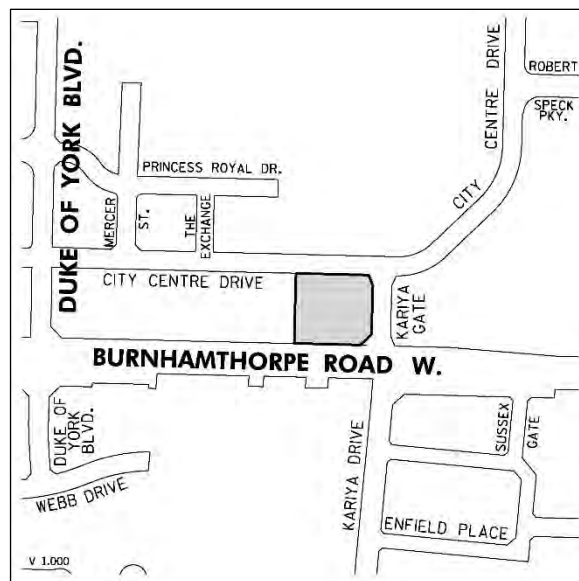 DUKE OF YORK BLVD.
CITY CENTRE DRIVE
ROBERT
SPECK
PKY.
PRINCESS ROYAL DR.
MERCER
ST.
THE
EXCHANGE
CITY CENTRE DRIVE
KARIYA
GATE
BURNHAMTHORPE ROAD W.
DUKE OF
YORK
BLVD.
WEBB DRIVE
KARIYA DRIVE
SUSSEX
GATE
ENFIELD PLACE
V 1.000